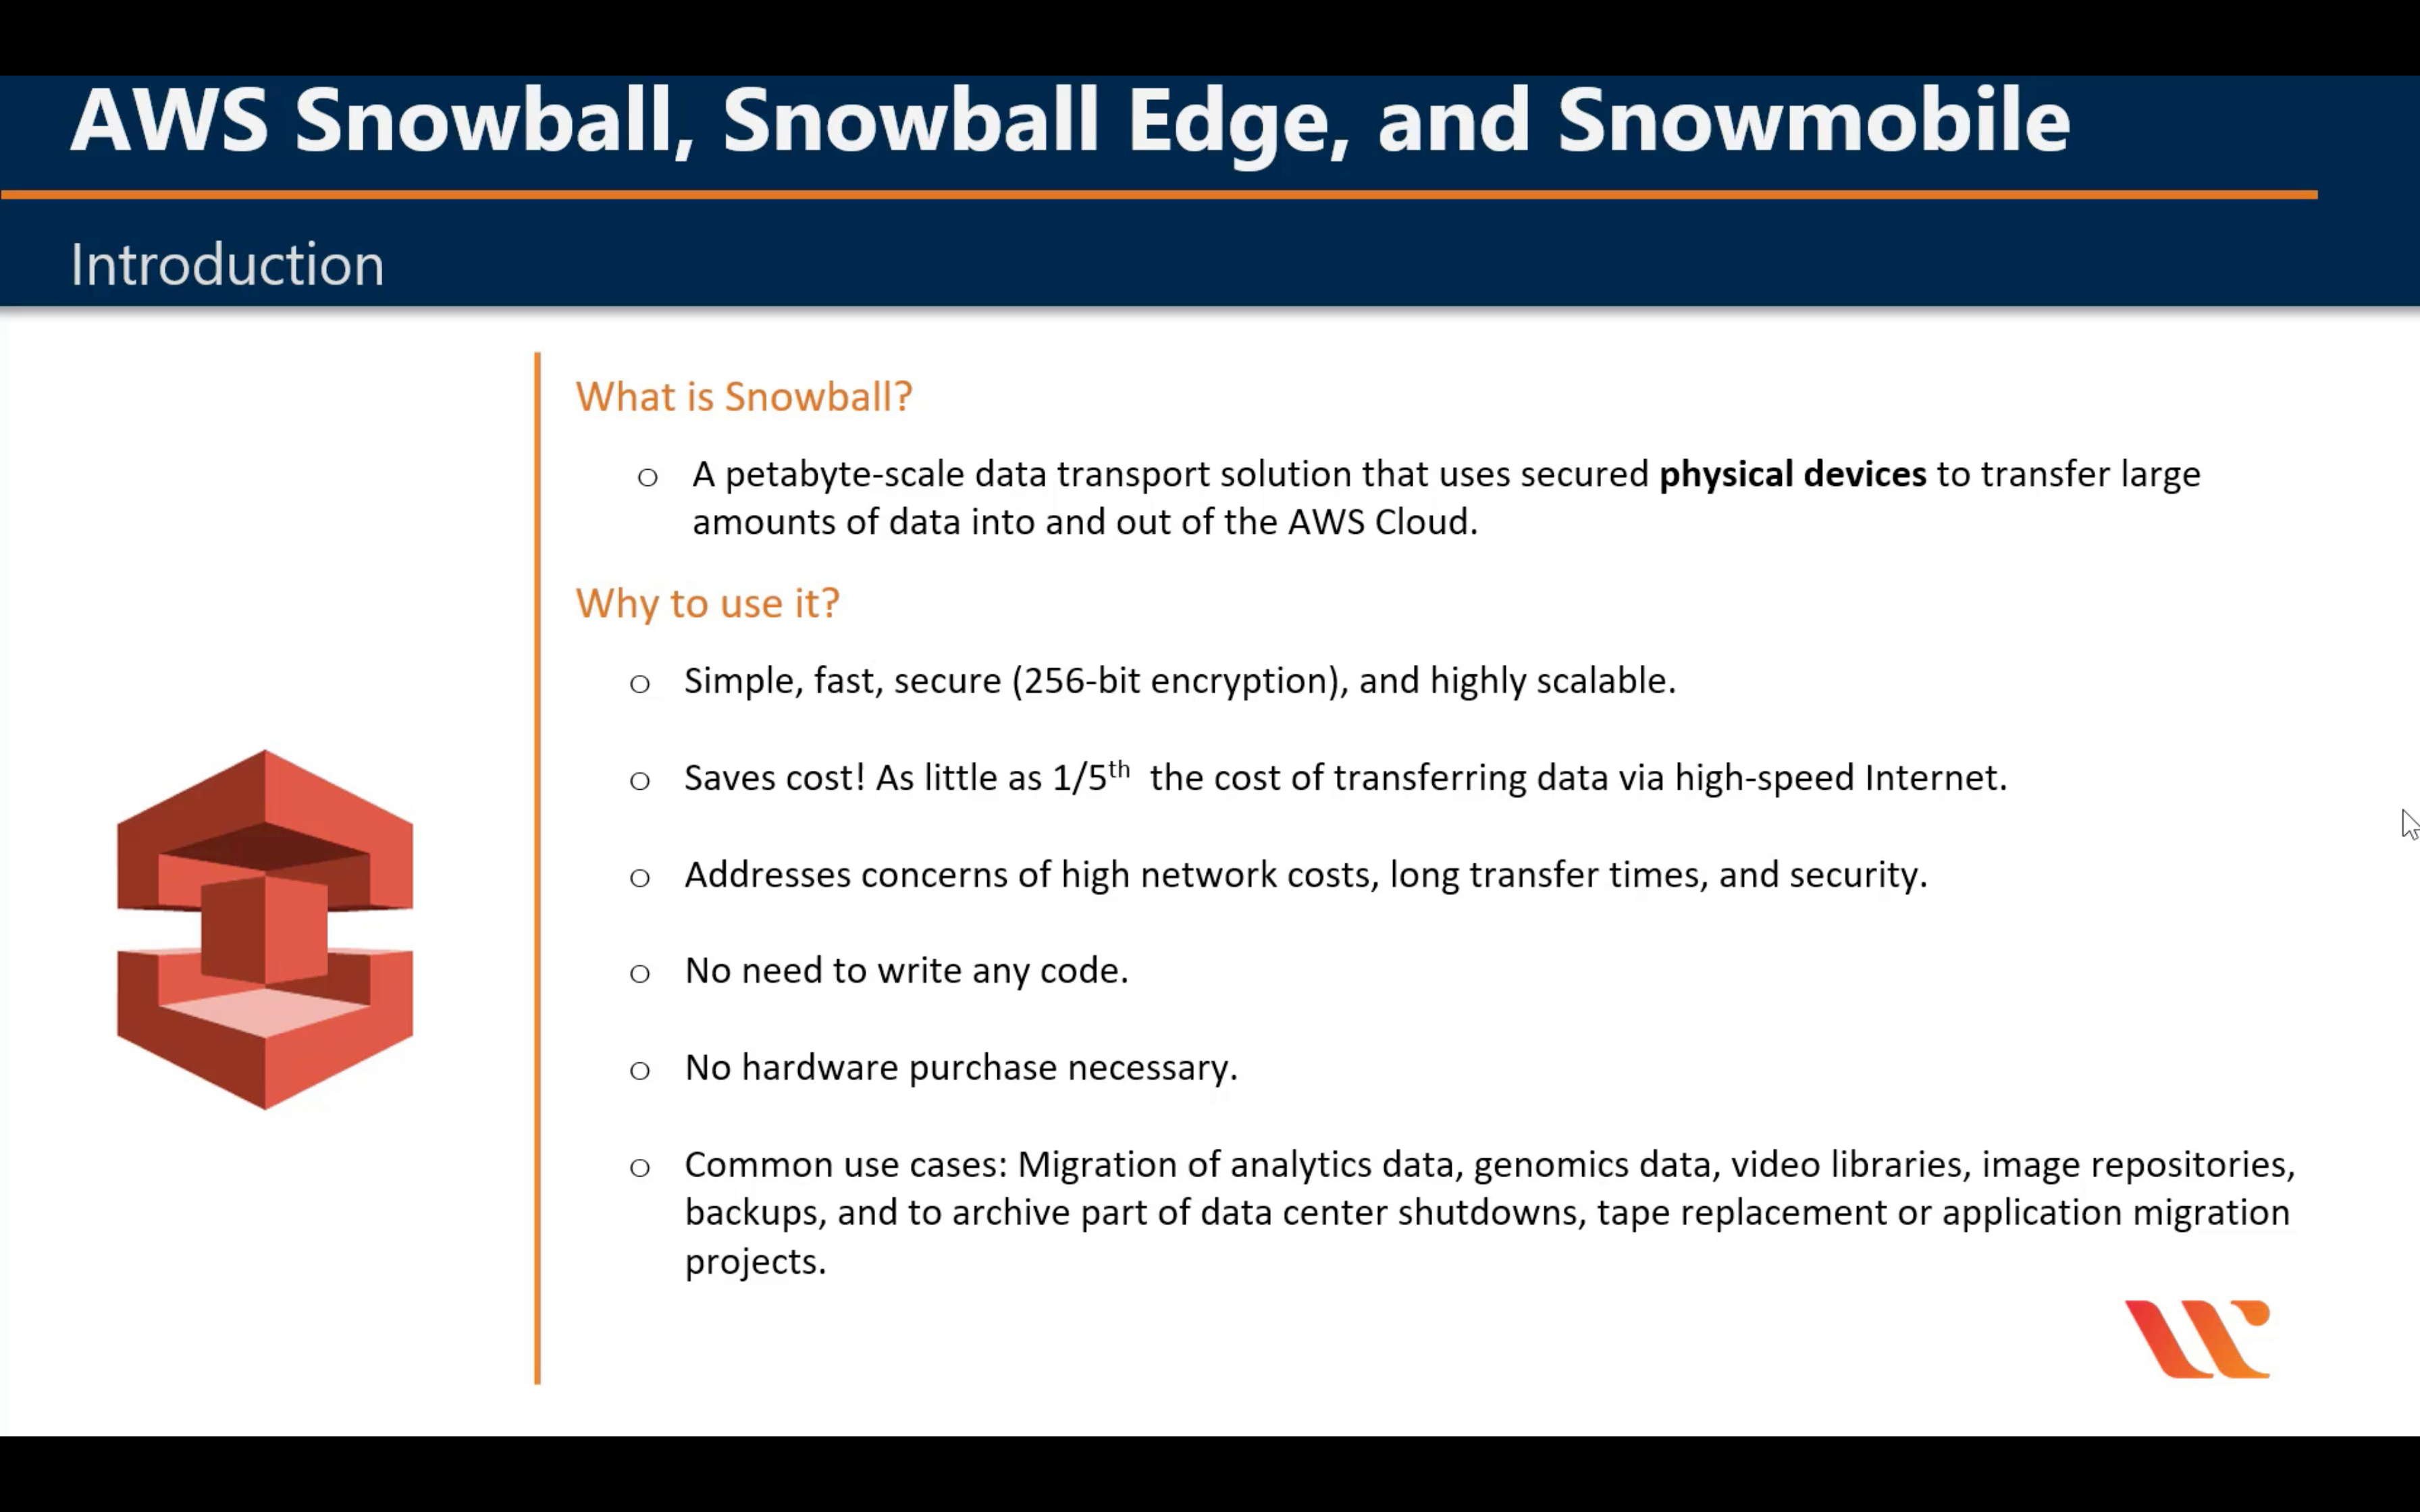 AWS Snowball, Snowball Edge, and Snowmobile
Introduction
What is Snowball?
o A petabyte-scale data transport solution that uses secured physical devices to transfer large
amounts of data into and out of the AWS Cloud.
Why to use it?
o Simple, fast, secure (256-bit encryption), and highly scalable.
o Saves cost! As little as 1/5th the cost of transferring data via high-speed Internet.
o Addresses concerns of high network costs, long transfer times, and security.
o No need to write any code.
o No hardware purchase necessary.
o Common use cases: Migration of analytics data, genomics data, video libraries, image repositories,
backups, and to archive part of data center shutdowns, tape replacement or application migration
projects.